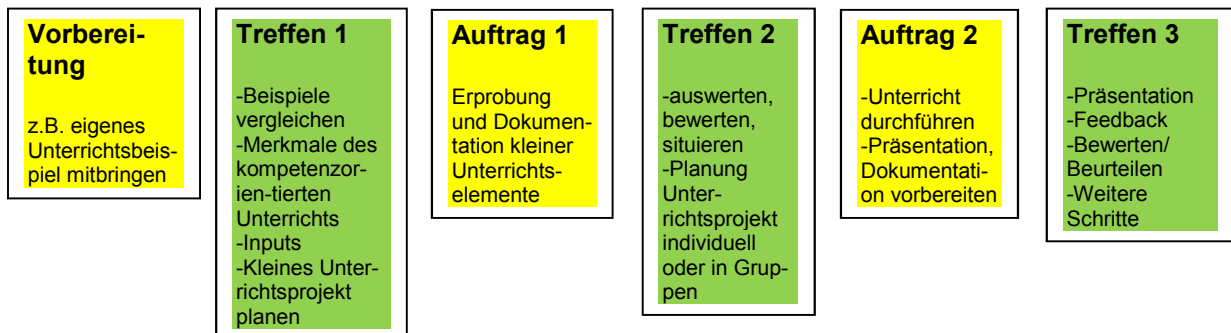 Vorberei-
tung
z.B. eigenes
Unterrichtsbeis-
piel mitbringen
Treffen 1
-Beispiele
vergleichen
-Merkmale des
kompetenzor-
ien-tierten
Unterrichts
-Inputs
-Kleines Unter-
richtsprojekt
planen
Auftrag 1
Erprobung
und Dokumen-
tation kleiner
Unterrichts-
elemente
Treffen 2
-auswerten,
bewerten,
situieren
-Planung
Unter-
richtsprojekt
individuell
oder in Grup-
pen
Auftrag 2
-Unterricht
durchführen
-Präsentation,
Dokumentati-
on vorbereiten
Treffen 3
-Präsentation
-Feedback
-Bewerten/
Beurteilen
-Weitere
Schritte